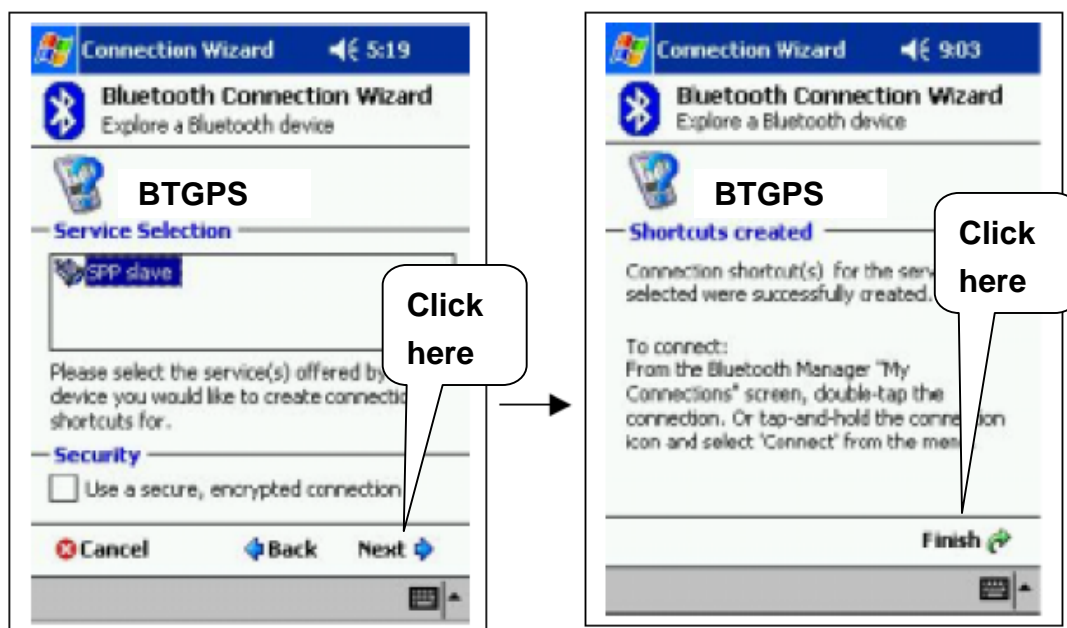 Connection Wizard 5:19
Bluetooth Connection Wizard
Explore a Bluetooth device
BTGPS
Service Selection
SPP slave
Click
here
Please select the service(s) offered by
device you would like to create connectio
shortcuts for.
Security
Use a secure, encrypted connection
Cancel Back Next
Connection Wizard 9:03
Bluetooth Connection Wizard
Explore a Bluetooth device
BTGPS
Shortcuts created
Click
here
Connection shortcut(s) for the serv
selected were successfully created.
To connect:
From the Bluetooth Manager "My
Connections" screen, double-tap the
connection. Or tap-and-hold the connection
icon and select 'Connect' from the men
Finish